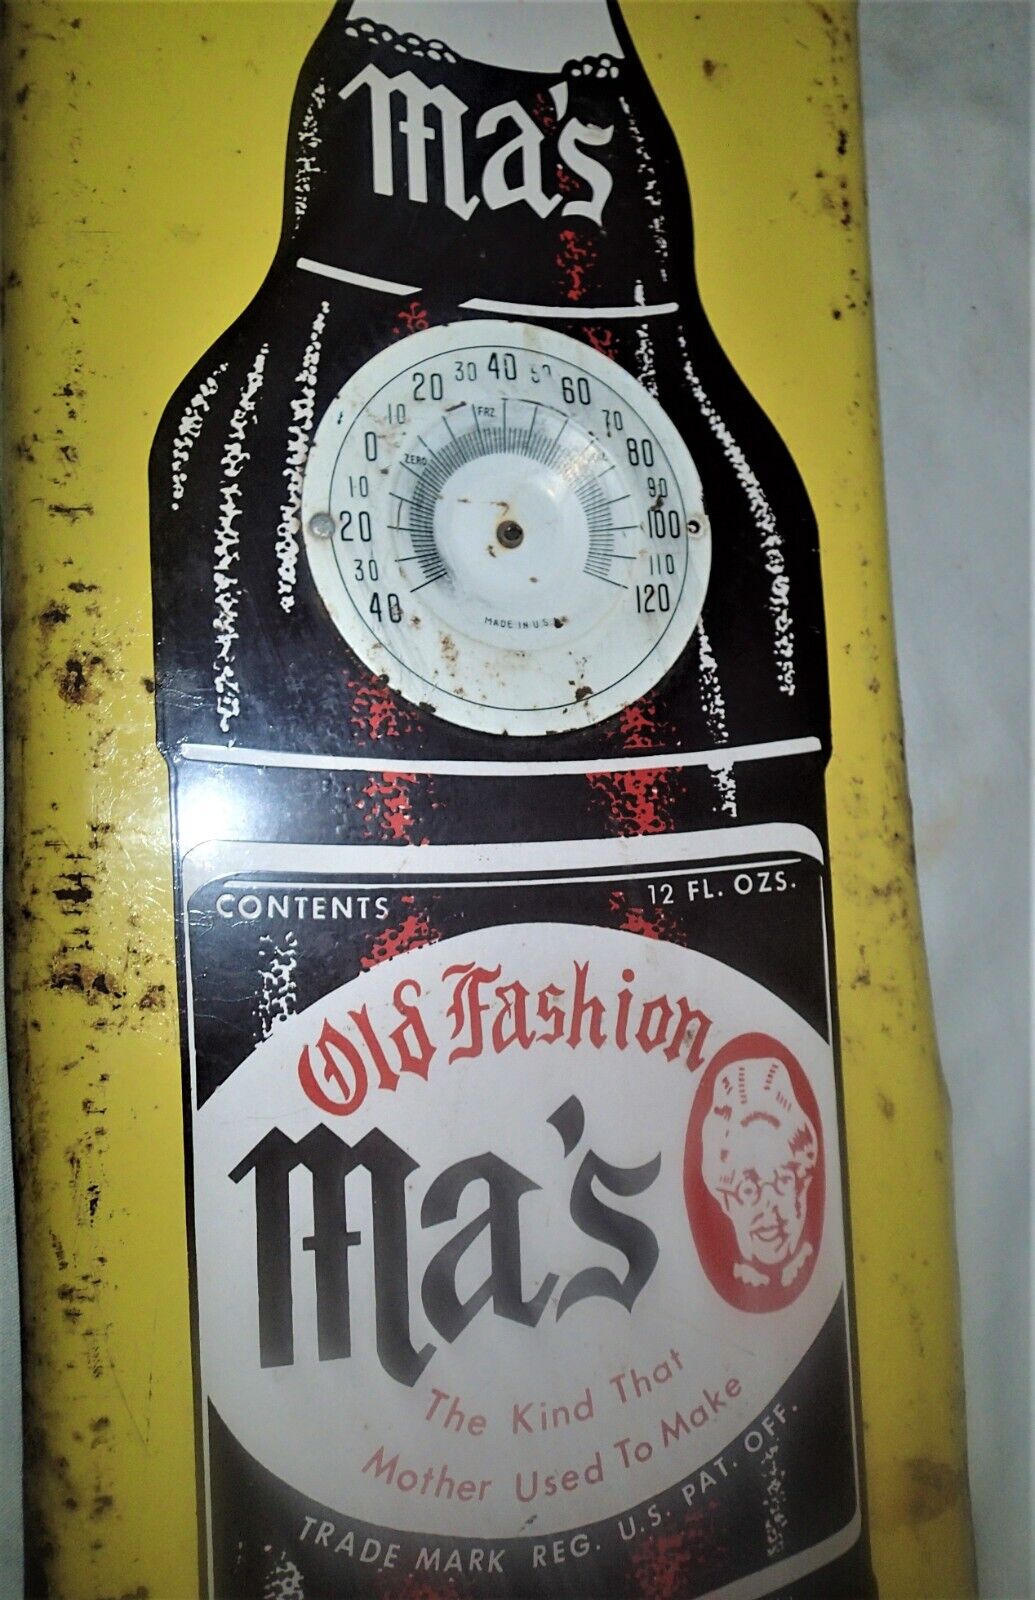 Ma's
40 30 20 10 0 10 20 30 40 50 60 70 80 90 100 110 120
ZERO FRZ.
MADE IN U.S.A.
CONTENTS 12 FL. OZS.
Old Fashion
Ma's
The Kind That
Mother Used To Make
TRADE MARK REG. U.S. PAT. OFF.